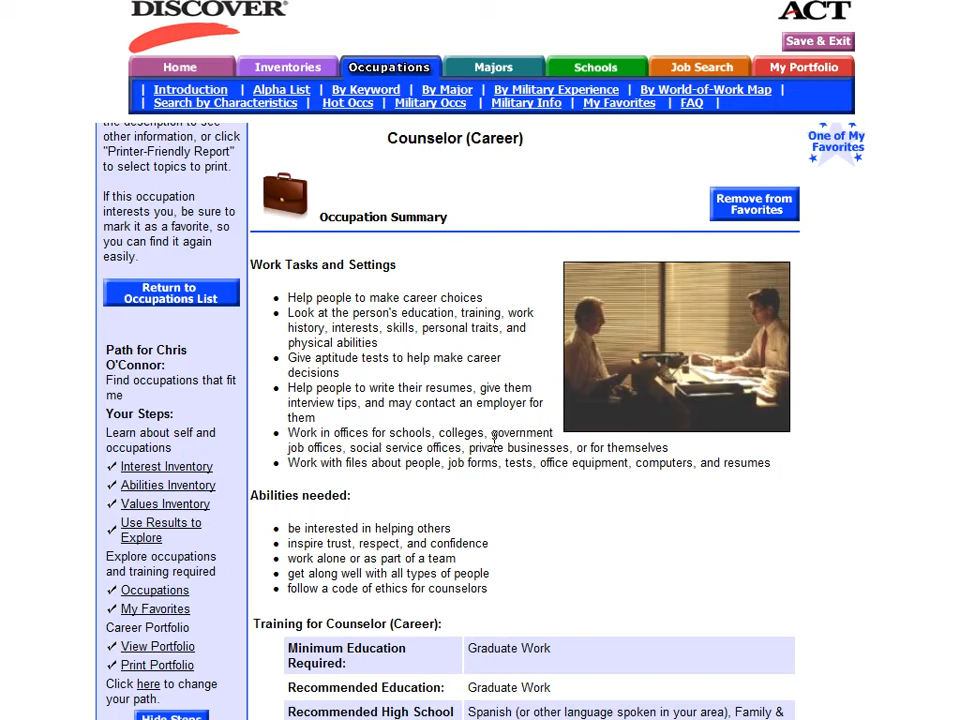 DISCOVER®
ACT
Save & Exit
Home
Inventories
Occupations
Majors
Schools
Job Search
My Portfolio
| Introduction | Alpha List | By Keyword | By Major | By Military Experience | By World-of-Work Map |
| Search by Characteristics | Hot Occs | Military Occs | Military Info | My Favorites | FAQ |
the description to see
other information, or click
"Printer-Friendly Report"
to select topics to print.
If this occupation
interests you, be sure to
mark it as a favorite, so
you can find it again
easily.
Return to
Occupations List
Path for Chris
O'Connor:
Find occupations that fit
me
Your Steps:
Learn about self and
occupations
✓ Interest Inventory
✓ Abilities Inventory
✓ Values Inventory
✓ Use Results to
Explore
Explore occupations
and training required
✓ Occupations
✓ My Favorites
Career Portfolio
✓ View Portfolio
✓ Print Portfolio
Click here to change
your path.
Hide Steps
Counselor (Career)
One of My
Favorites
Occupation Summary
Remove from
Favorites
Work Tasks and Settings
• Help people to make career choices
• Look at the person's education, training, work
history, interests, skills, personal traits, and
physical abilities
• Give aptitude tests to help make career
decisions
• Help people to write their resumes, give them
interview tips, and may contact an employer for
them
• Work in offices for schools, colleges, government
job offices, social service offices, private businesses, or for themselves
• Work with files about people, job forms, tests, office equipment, computers, and resumes
Abilities needed:
• be interested in helping others
• inspire trust, respect, and confidence
• work alone or as part of a team
• get along well with all types of people
• follow a code of ethics for counselors
Training for Counselor (Career):
Minimum Education
Required:
Graduate Work
Recommended Education:
Graduate Work
Recommended High School
Spanish (or other language spoken in your area), Family &